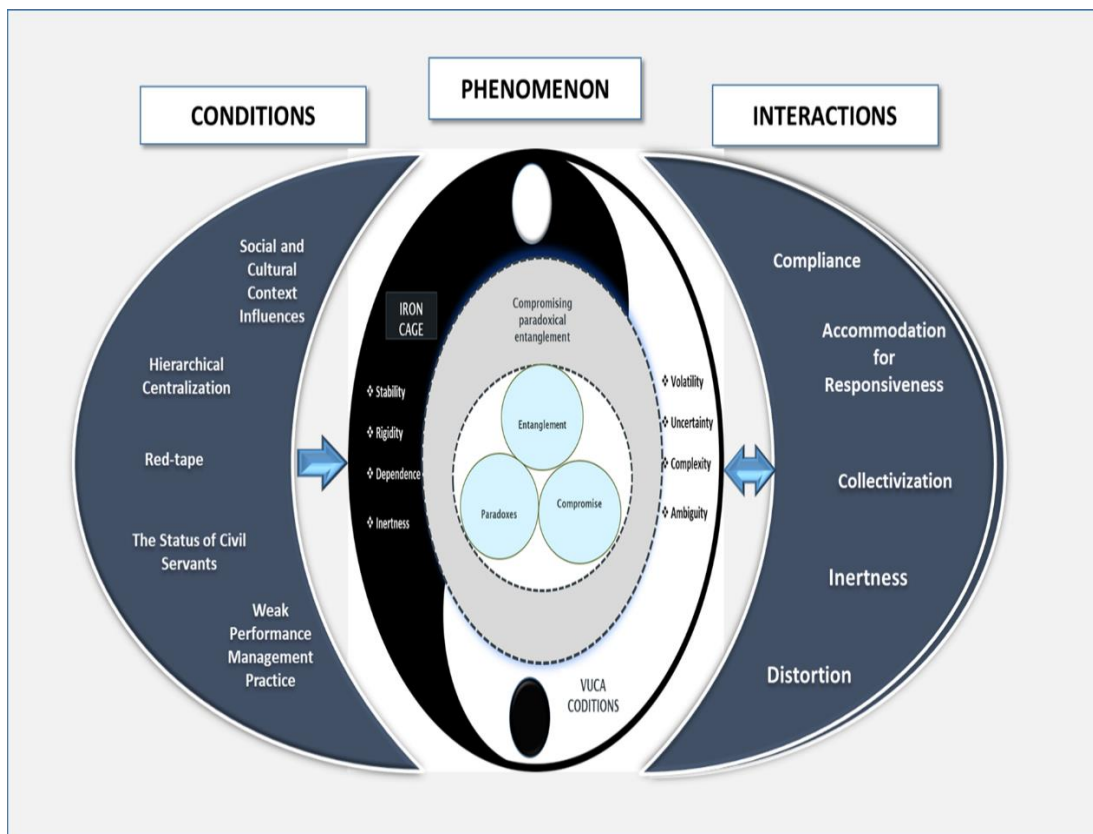 CONDITIONS
PHENOMENON
INTERACTIONS
Social and
Cultural
Context
Influences
Hierarchical
Centralization
Red-tape
The Status of Civil
Servants
Weak
Performance
Management
Practice
IRON
CAGE
❖ Stability
❖ Rigidity
❖ Dependence
❖ Inertness
Compromising
paradoxical
entanglement
Entanglement
Paradoxes
Compromise
❖ Volatility
❖ Uncertainty
❖ Complexity
❖ Ambiguity
VUCA
CODITIONS
Compliance
Accommodation
for
Responsiveness
Collectivization
Inertness
Distortion